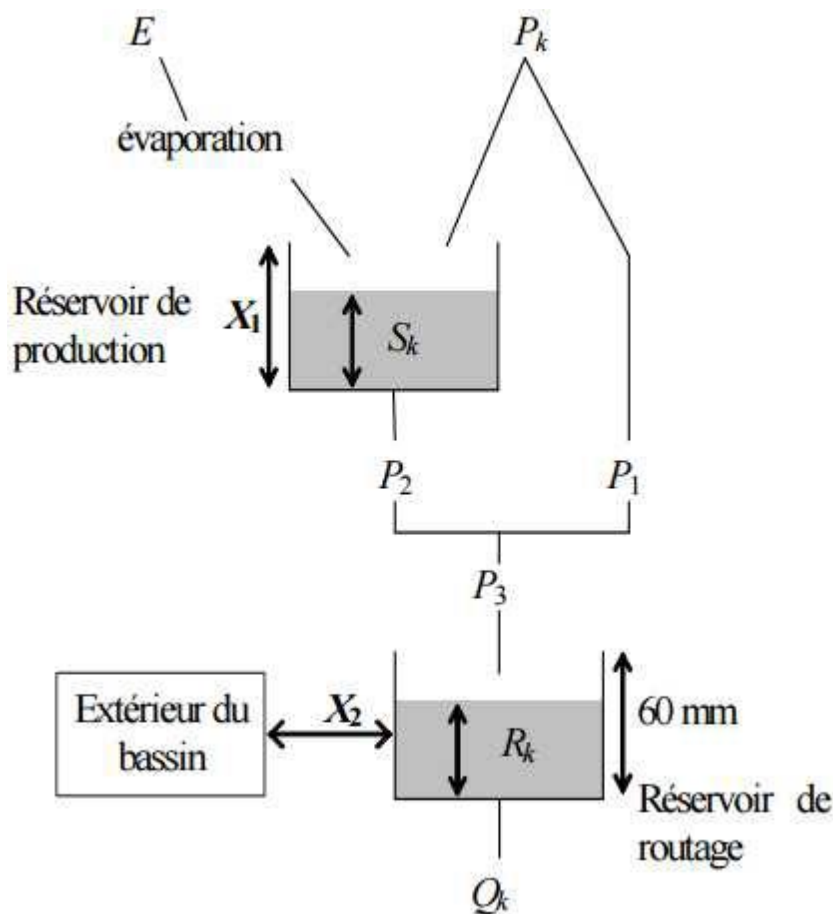 E
P_k
évaporation
Réservoir de
production
X_1
S_k
P_2
P_1
P_3
Extérieur du
bassin
X_2
R_k
60 mm
Réservoir de
routage
Q_k